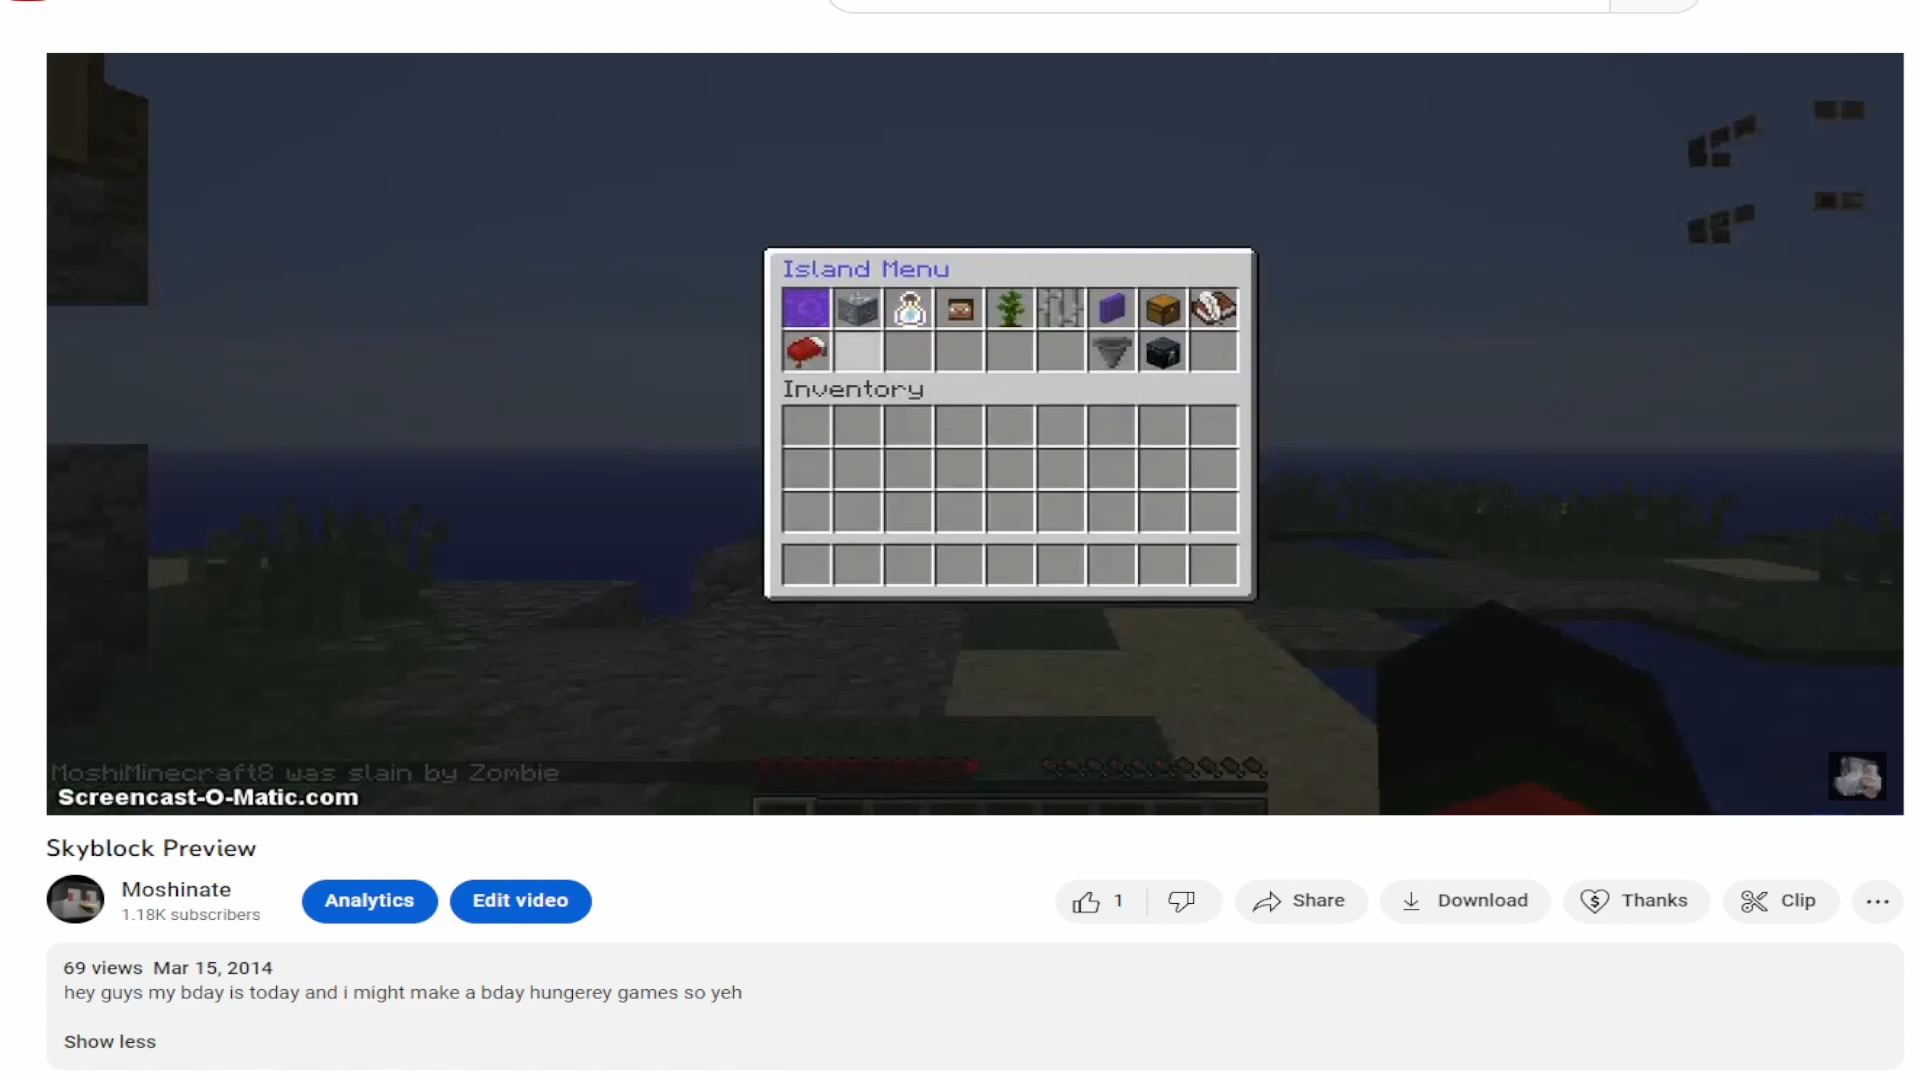 Island Menu
Inventory
MoshiMinecraft8 was slain by Zombie
Screencast-O-Matic.com
Skyblock Preview
Moshinate
1.18K subscribers
Analytics
Edit video
1
Share
Download
Thanks
Clip
69 views Mar 15, 2014
hey guys my bday is today and i might make a bday hungerey games so yeh
Show less